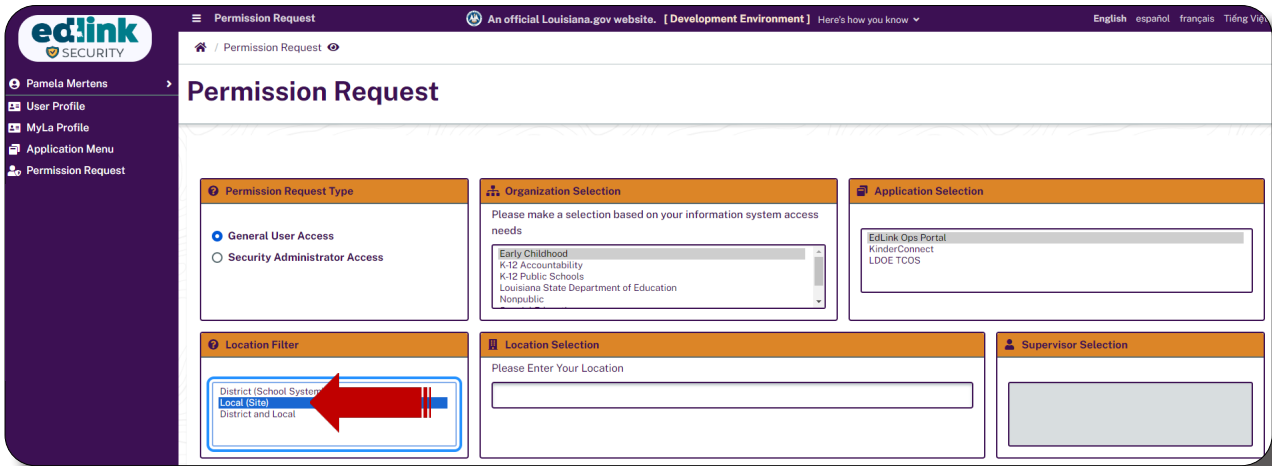 ed:link
SECURITY
Pamela Mertens
User Profile
MyLa Profile
Application Menu
Permission Request
Permission Request
An official Louisiana.gov website. [ Development Environment ] Here's how you know
English español français Tiếng Việt
/ Permission Request
Permission Request
Permission Request Type
General User Access
Security Administrator Access
Organization Selection
Please make a selection based on your information system access
needs
Early Childhood
K-12 Accountability
K-12 Public Schools
Louisiana State Department of Education
Nonpublic
Application Selection
EdLink Ops Portal
KinderConnect
LDOE TCOS
Location Filter
District (School System
Local (Site)
District and Local
Location Selection
Please Enter Your Location
Supervisor Selection